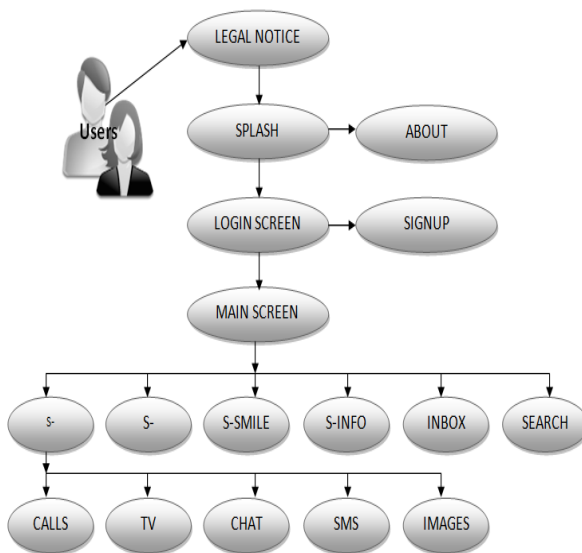 LEGAL NOTICE
Users
SPLASH
ABOUT
LOGIN SCREEN
SIGNUP
MAIN SCREEN
S-
S-
S-SMILE
S-INFO
INBOX
SEARCH
CALLS
TV
CHAT
SMS
IMAGES